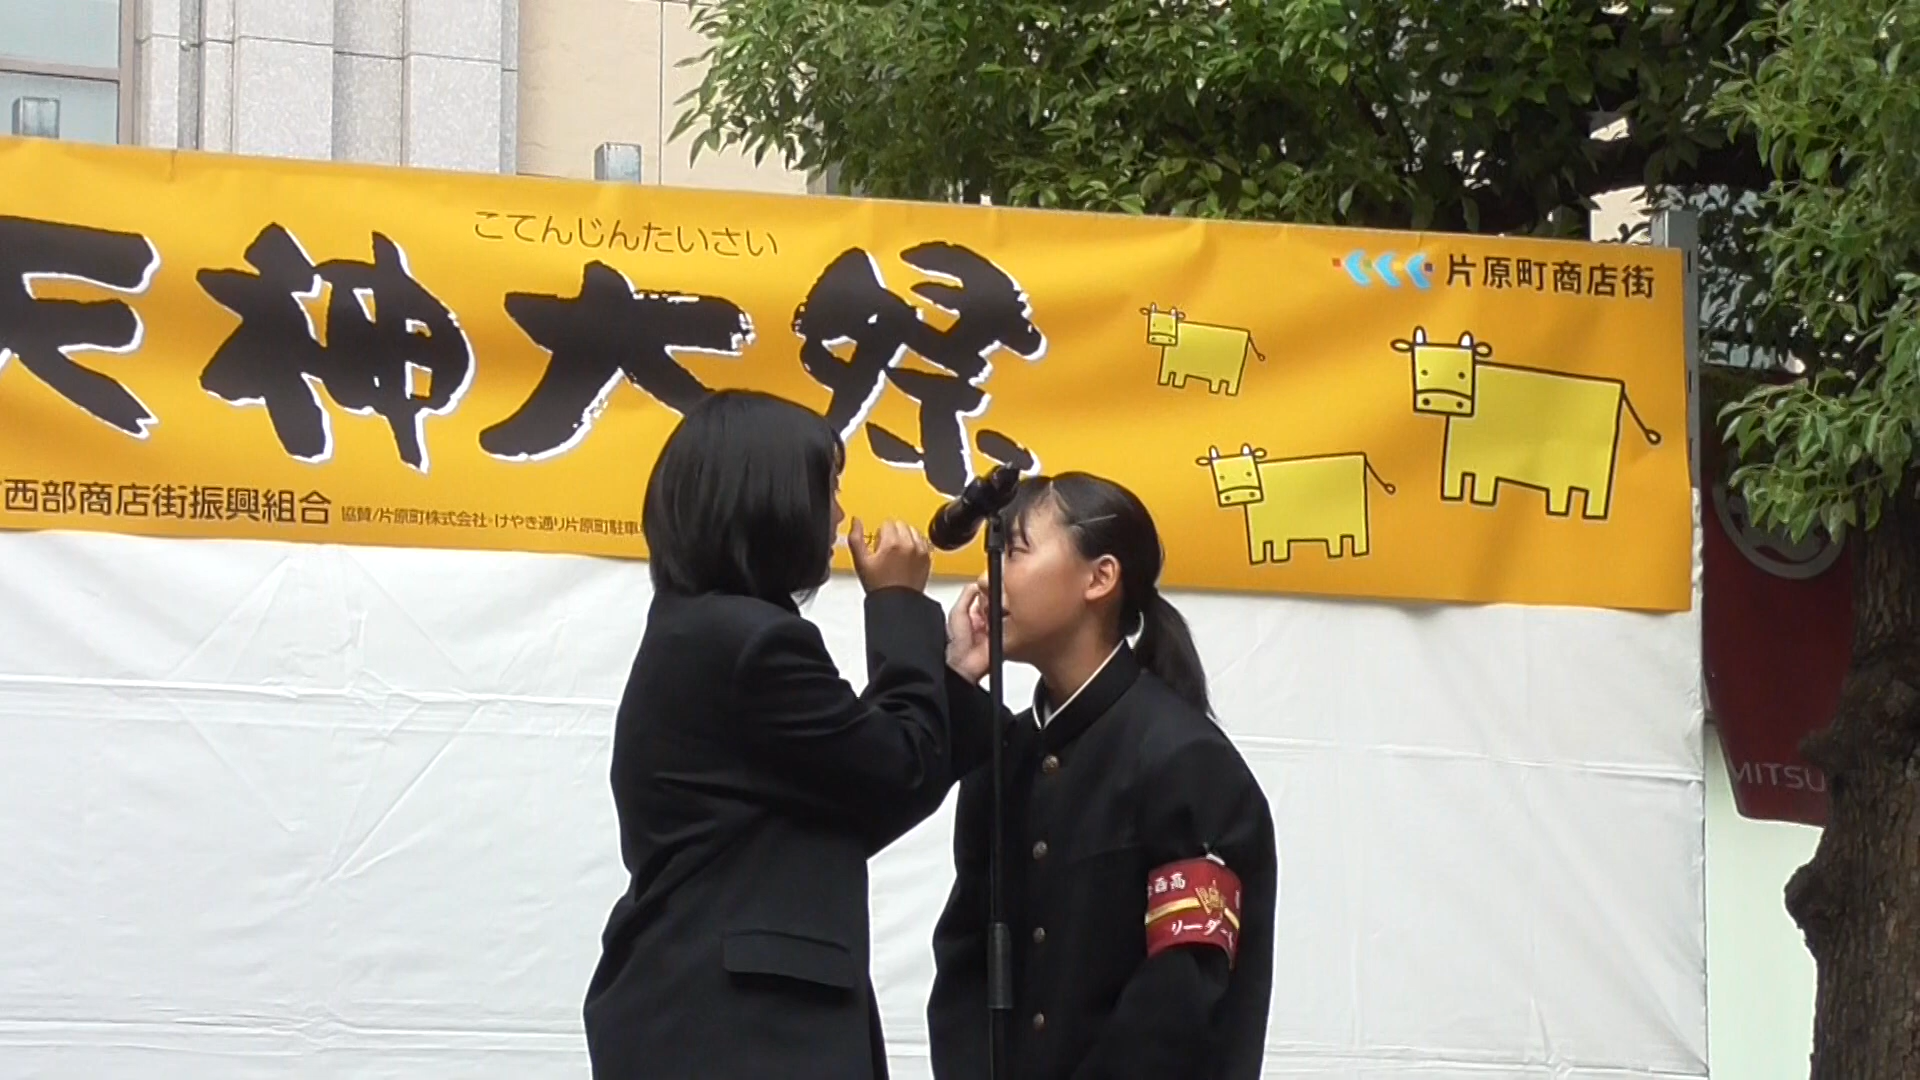 こてんじんたいさい
天神大祭
片原町商店街
西部商店街振興組合
協賛/片原町株式会社・けやき通り片原町駐車
西高
リーダー
MITSU